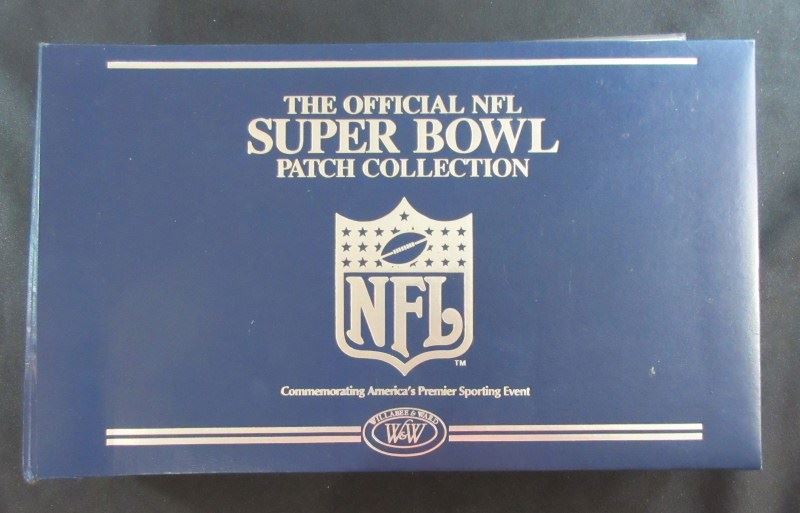 THE OFFICIAL NFL
SUPER BOWL
PATCH COLLECTION
NFL
TM
Commemorating America's Premier Sporting Event
WILLABEE & WARD
W&W